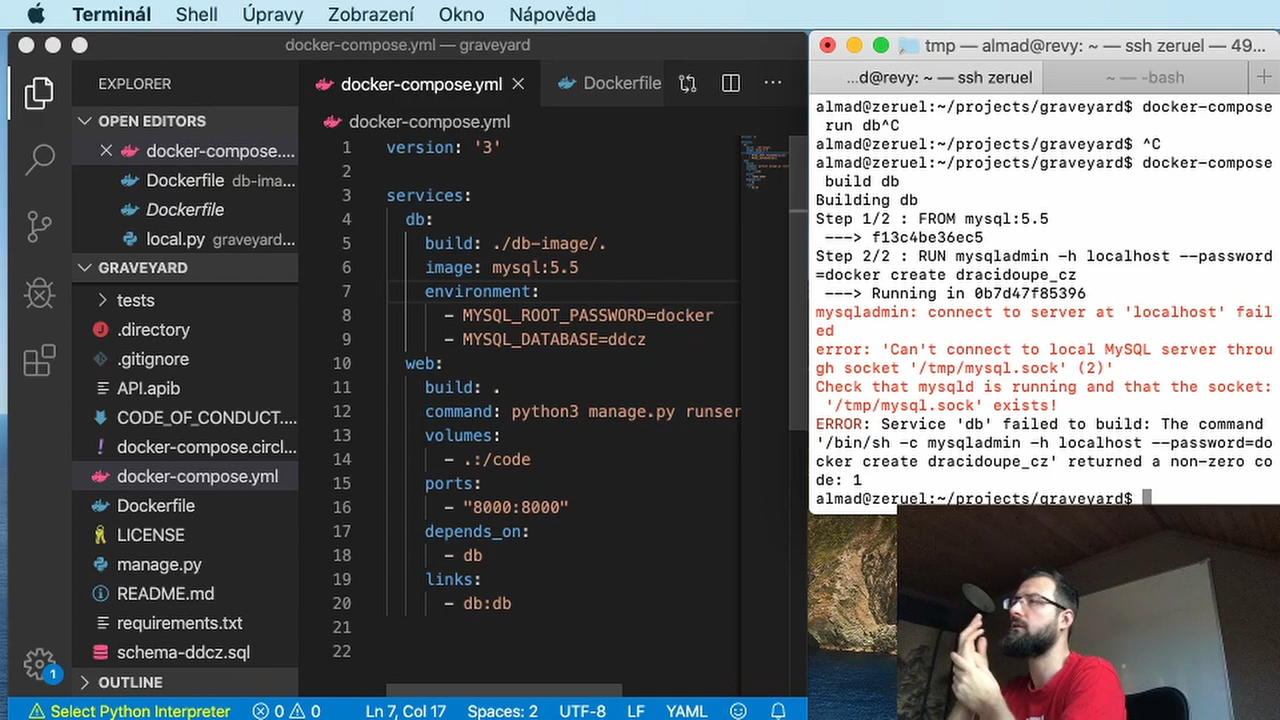 Terminál Shell Úpravy Zobrazení Okno Nápověda
docker-compose.yml — graveyard
EXPLORER
OPEN EDITORS
docker-compose....
Dockerfile db-ima...
Dockerfile
local.py graveyard...
GRAVEYARD
tests
.directory
.gitignore
API.apib
CODE_OF_CONDUCT....
docker-compose.circl...
docker-compose.yml
Dockerfile
LICENSE
manage.py
README.md
requirements.txt
schema-ddcz.sql
OUTLINE
1
docker-compose.yml Dockerfile
docker-compose.yml
1 version: '3'
2
3 services:
4 db:
5 build: ./db-image/.
6 image: mysql:5.5
7 environment:
8 - MYSQL_ROOT_PASSWORD=docker
9 - MYSQL_DATABASE=ddcz
10 web:
11 build: .
12 command: python3 manage.py runser
13 volumes:
14 - .:/code
15 ports:
16 - "8000:8000"
17 depends_on:
18 - db
19 links:
20 - db:db
21
22
Select Python Interpreter 0 0 Ln 7, Col 17 Spaces: 2 UTF-8 LF YAML
tmp — almad@revy: ~ — ssh zeruel — 49...
...d@revy: ~ — ssh zeruel ~ — -bash
almad@zeruel:~/projects/graveyard$ docker-compose
run db^C
almad@zeruel:~/projects/graveyard$ ^C
almad@zeruel:~/projects/graveyard$ docker-compose
build db
Building db
Step 1/2 : FROM mysql:5.5
---> f13c4be36ec5
Step 2/2 : RUN mysqladmin -h localhost --password
=docker create dracidoupe_cz
---> Running in 0b7d47f85396
mysqladmin: connect to server at 'localhost' fail
ed
error: 'Can't connect to local MySQL server throu
gh socket '/tmp/mysql.sock' (2)'
Check that mysqld is running and that the socket:
'/tmp/mysql.sock' exists!
ERROR: Service 'db' failed to build: The command
'/bin/sh -c mysqladmin -h localhost --password=do
cker create dracidoupe_cz' returned a non-zero co
de: 1
almad@zeruel:~/projects/graveyard$